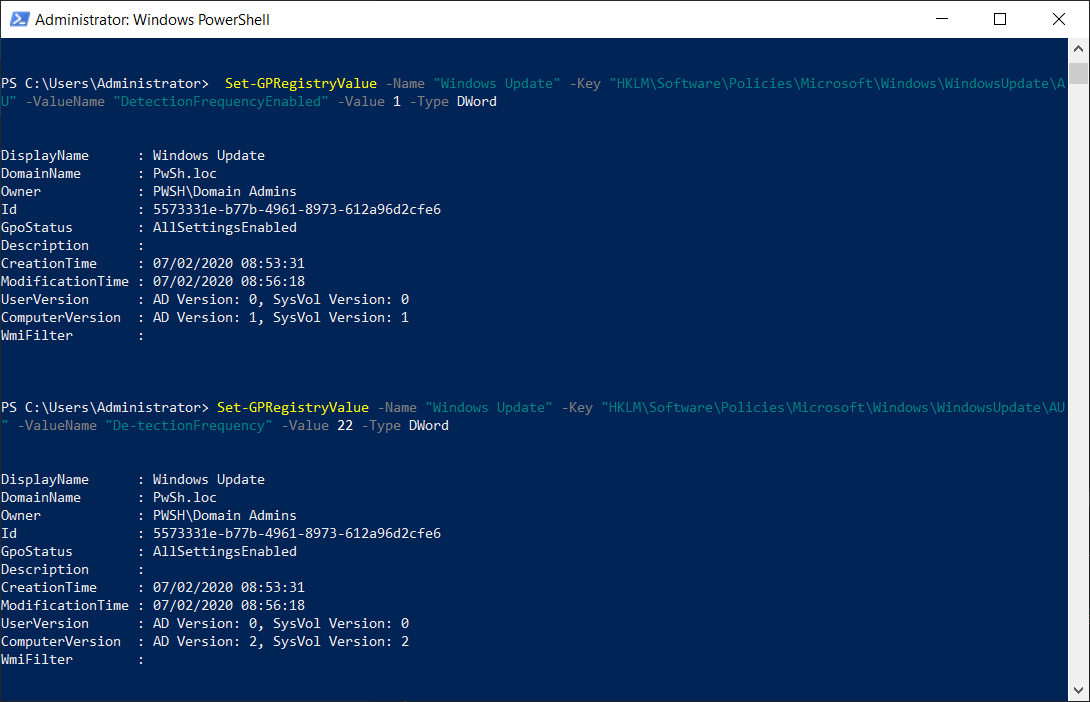 Administrator: Windows PowerShell
PS C:\Users\Administrator>  Set-GPRegistryValue -Name "Windows Update" -Key "HKLM\Software\Policies\Microsoft\Windows\WindowsUpdate\A
U" -ValueName "DetectionFrequencyEnabled" -Value 1 -Type DWord
DisplayName      : Windows Update
DomainName       : PwSh.loc
Owner            : PWSH\Domain Admins
Id               : 5573331e-b77b-4961-8973-612a96d2cfe6
GpoStatus        : AllSettingsEnabled
Description      :
CreationTime     : 07/02/2020 08:53:31
ModificationTime : 07/02/2020 08:56:18
UserVersion      : AD Version: 0, SysVol Version: 0
ComputerVersion  : AD Version: 1, SysVol Version: 1
WmiFilter        :
PS C:\Users\Administrator> Set-GPRegistryValue -Name "Windows Update" -Key "HKLM\Software\Policies\Microsoft\Windows\WindowsUpdate\AU
" -ValueName "De-tectionFrequency" -Value 22 -Type DWord
DisplayName      : Windows Update
DomainName       : PwSh.loc
Owner            : PWSH\Domain Admins
Id               : 5573331e-b77b-4961-8973-612a96d2cfe6
GpoStatus        : AllSettingsEnabled
Description      :
CreationTime     : 07/02/2020 08:53:31
ModificationTime : 07/02/2020 08:56:18
UserVersion      : AD Version: 0, SysVol Version: 0
ComputerVersion  : AD Version: 2, SysVol Version: 2
WmiFilter        :